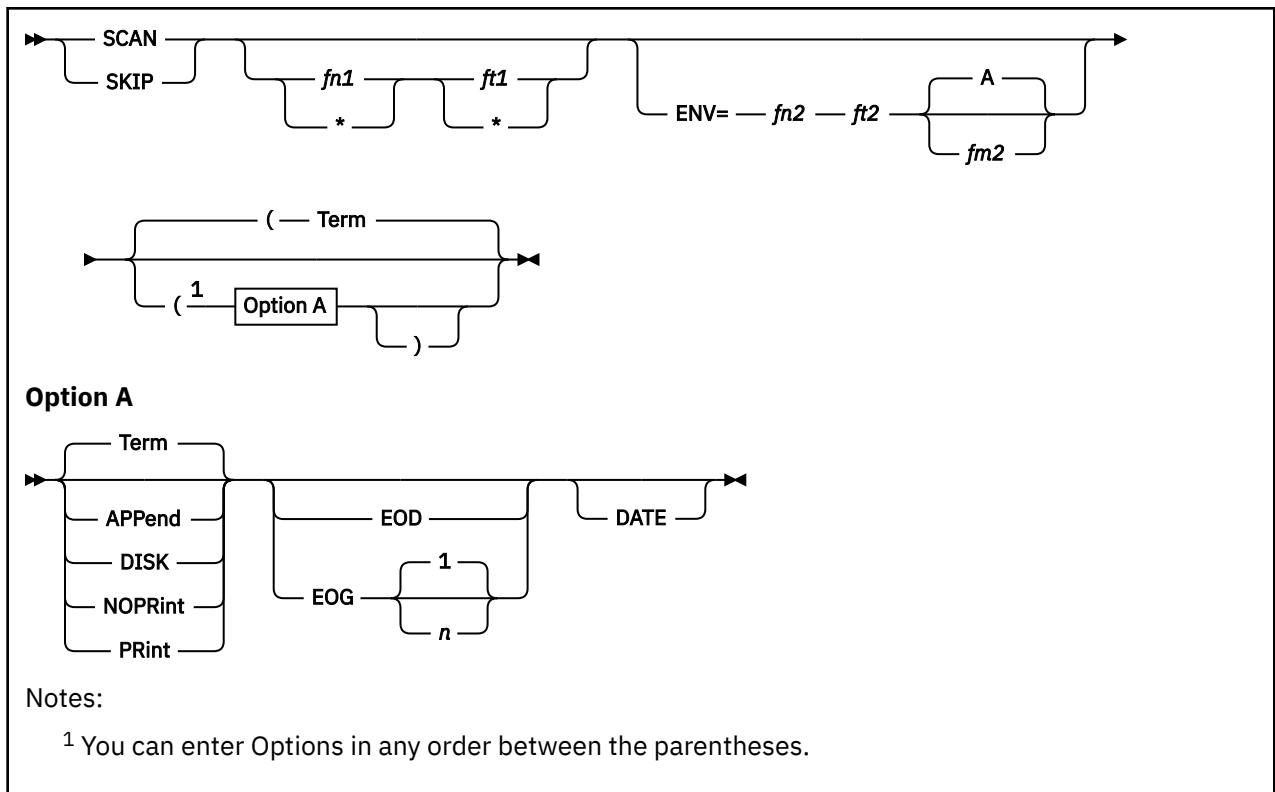 SCAN
SKIP
fn1
*
ft1
*
ENV= fn2 ft2
A
fm2
( Term
( 1 Option A
)
Option A
Term
APPend
DISK
NOPRint
PRint
EOD
EOG
1
n
DATE
Notes:
1 You can enter Options in any order between the parentheses.